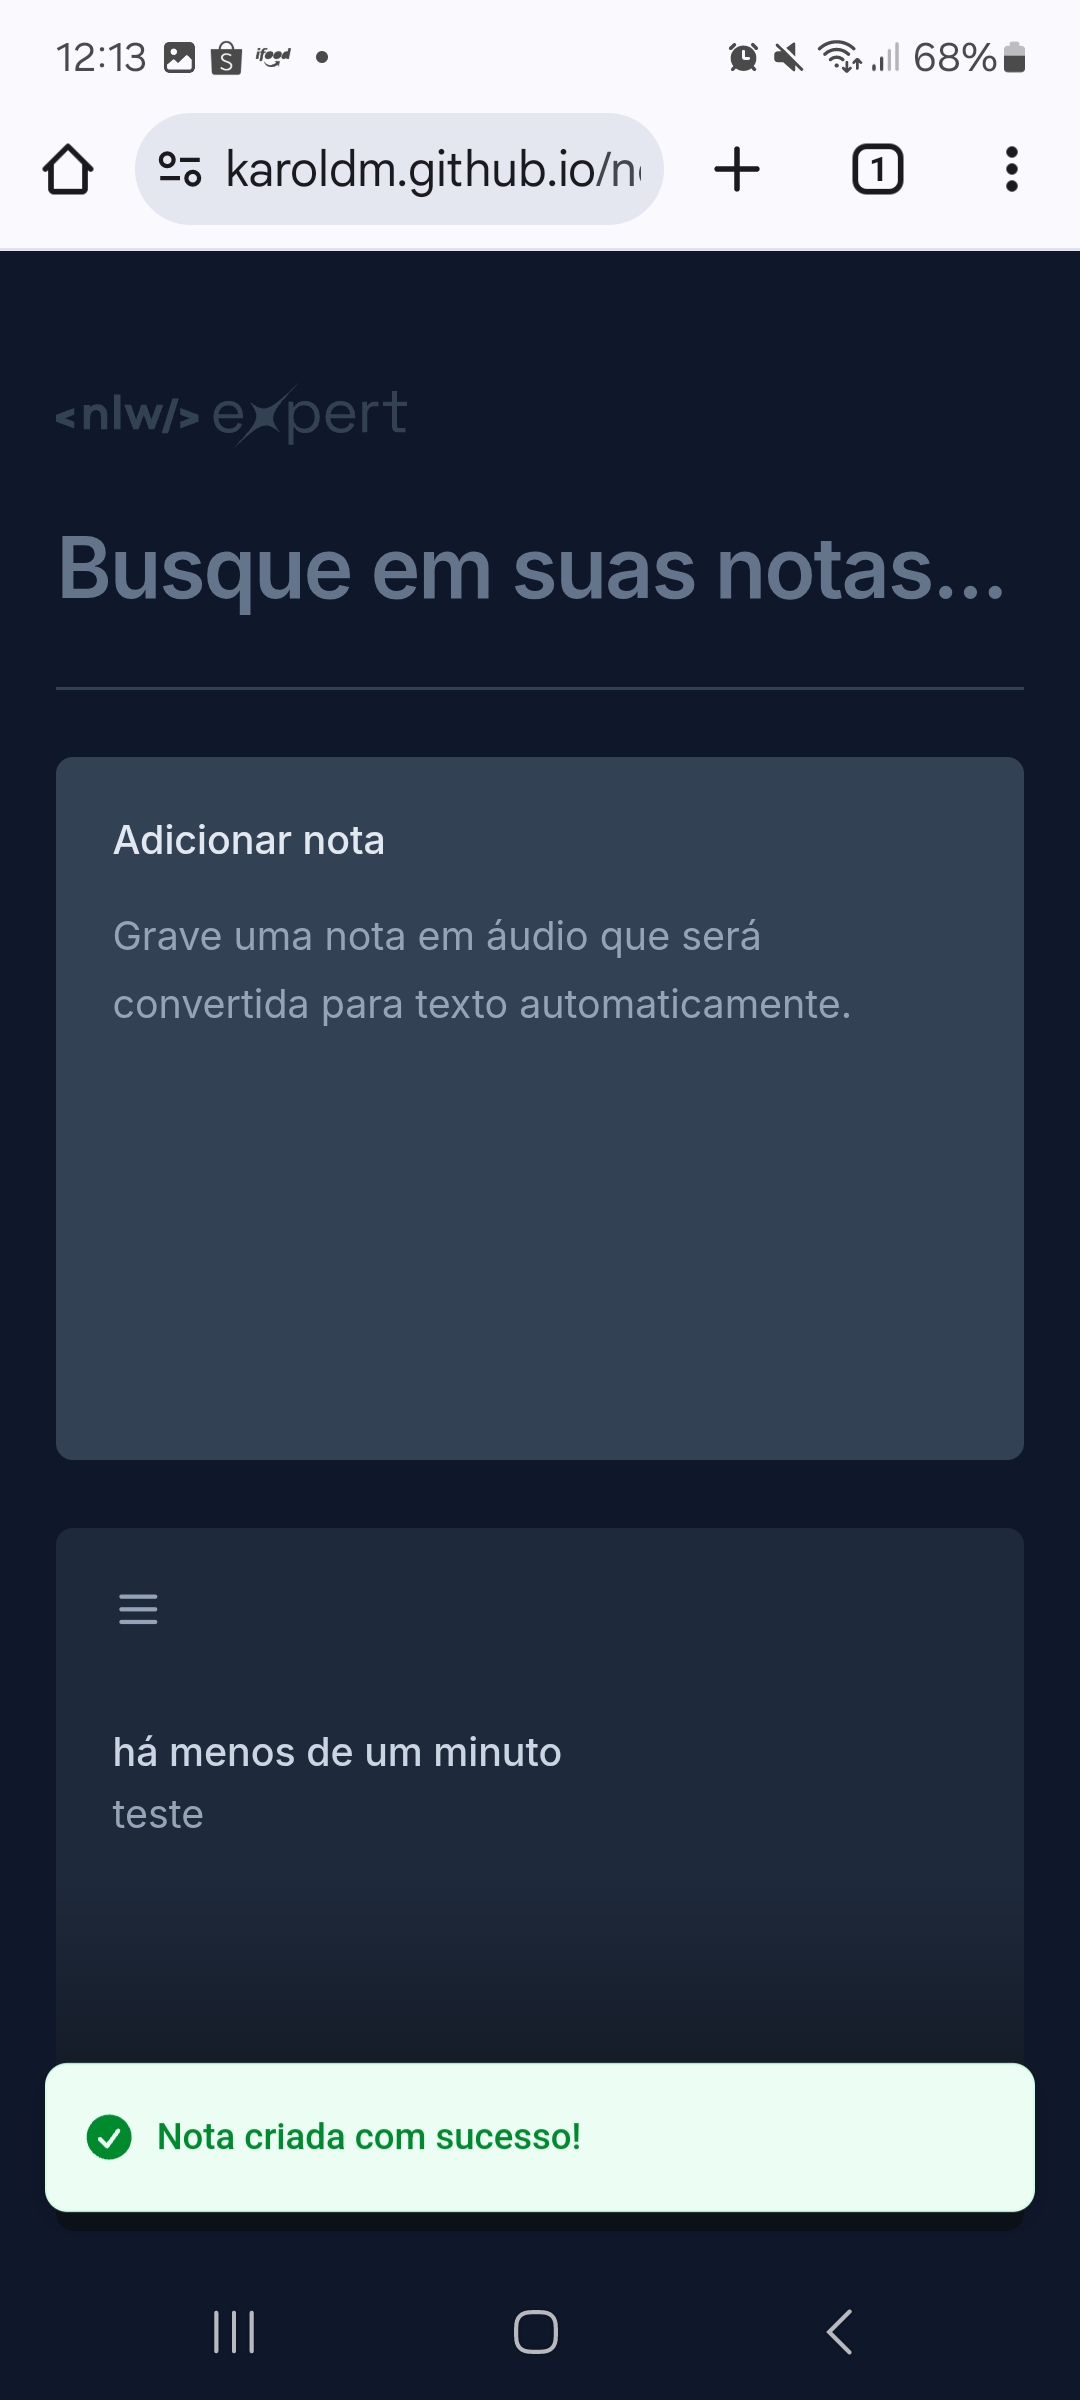 12:13
S
ifood
68%
karoldm.github.io/n
1
<nlw/> expert
Busque em suas notas...
Adicionar nota
Grave uma nota em áudio que será
convertida para texto automaticamente.
há menos de um minuto
teste
Nota criada com sucesso!